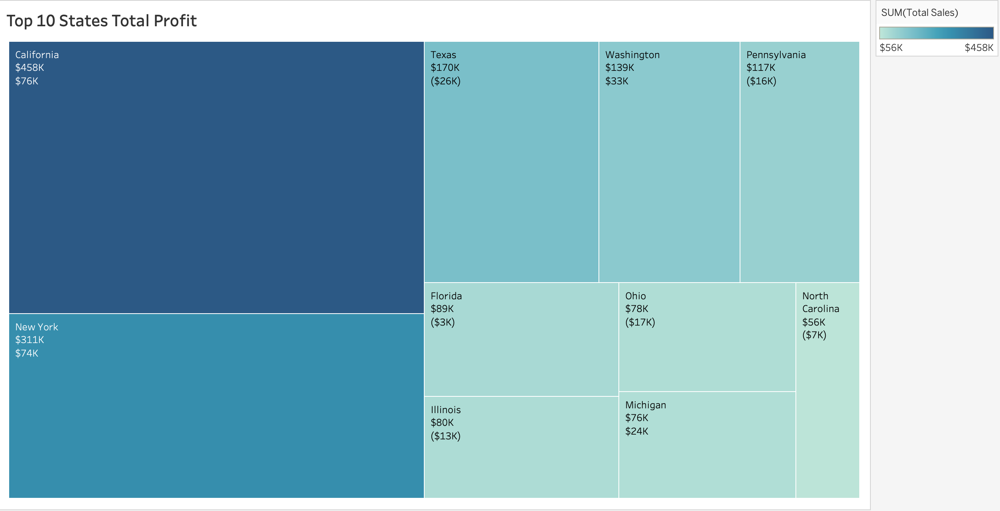 Top 10 States Total Profit
California
$458K
$76K
New York
$311K
$74K
Texas
$170K
($26K)
Washington
$139K
$33K
Pennsylvania
$117K
($16K)
Florida
$89K
($3K)
Illinois
$80K
($13K)
Ohio
$78K
($17K)
Michigan
$76K
$24K
North
Carolina
$56K
($7K)
SUM(Total Sales)
$56K $458K